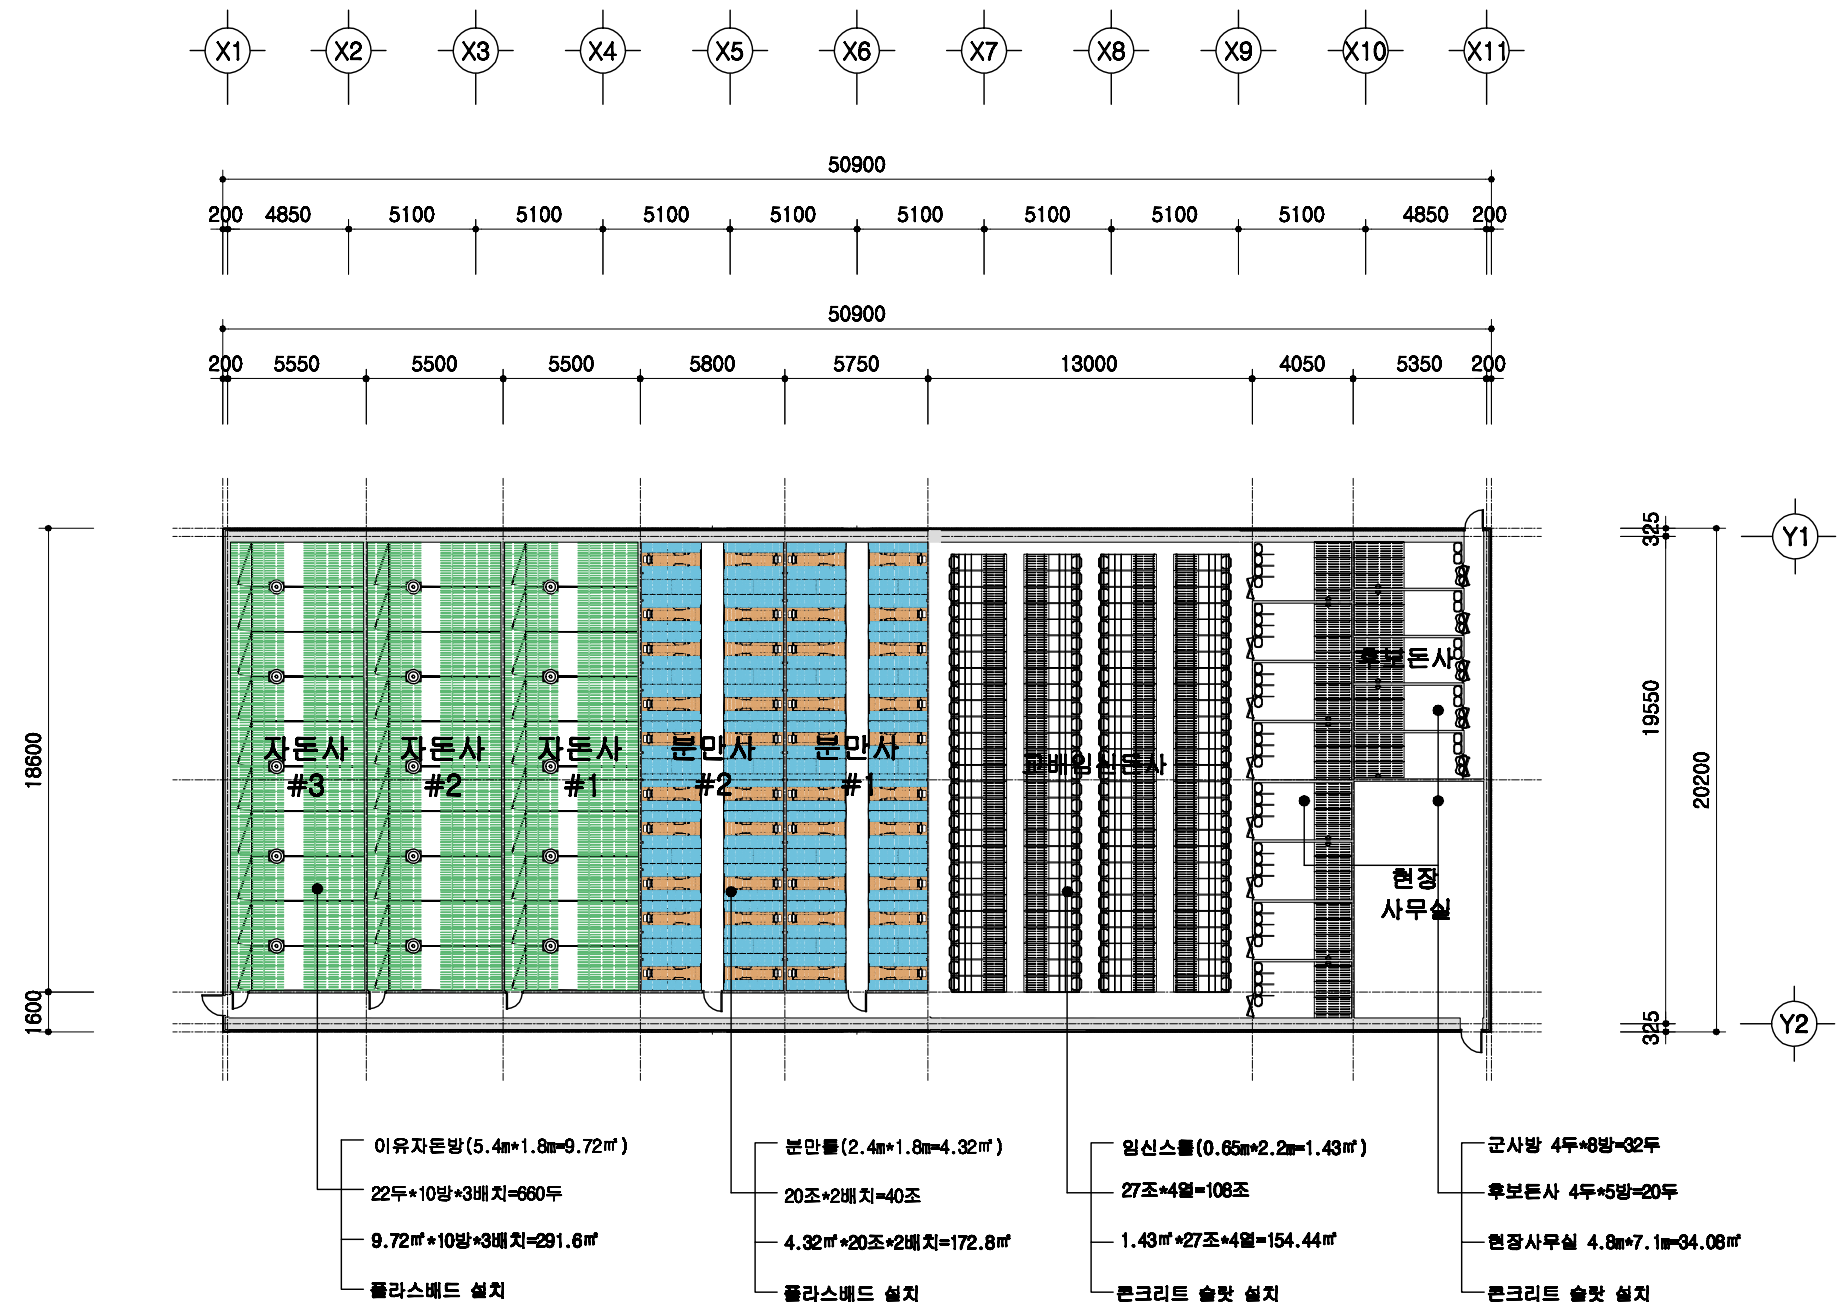 X1 X2 X3 X4 X5 X6 X7 X8 X9 X10 X11
50900
200 4850 5100 5100 5100 5100 5100 5100 5100 5100 4850 200
50900
200 5550 5500 5500 5800 5750 13000 4050 5350 200
325
Y1
18600
19550
20200
1600
325
Y2
후보돈사
자돈사
#3
자돈사
#2
자돈사
#1
분만사
#2
분만사
#1
교배임신돈사
현장
사무실
이유자돈방(5.4m*1.8m=9.72㎡)
22두*10방*3배치=660두
9.72㎡*10방*3배치=291.6㎡
플라스배드 설치
분만틀(2.4m*1.8m=4.32㎡)
20조*2배치=40조
4.32㎡*20조*2배치=172.8㎡
플라스배드 설치
임신스톨(0.65m*2.2m=1.43㎡)
27조*4열=108조
1.43㎡*27조*4열=154.44㎡
콘크리트 슬랏 설치
군사방 4두*8방=32두
후보돈사 4두*5방=20두
현장사무실 4.8m*7.1m=34.08㎡
콘크리트 슬랏 설치